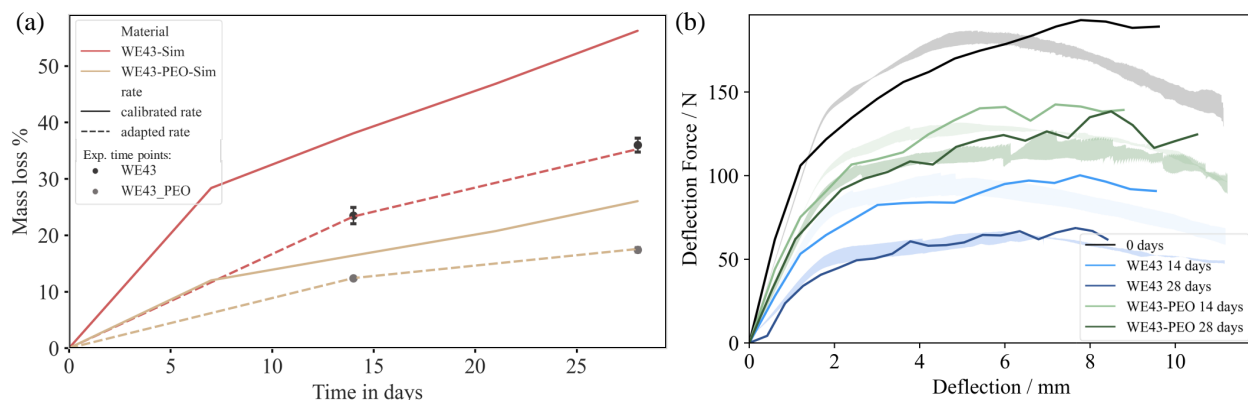 (a)
Material
WE43-Sim
WE43-PEO-Sim
rate
calibrated rate
adapted rate
Exp. time points:
WE43
WE43_PEO
Mass loss %
50
40
30
20
10
0
0 5 10 15 20 25
Time in days
(b)
Deflection Force / N
150
100
50
0
0 2 4 6 8 10
Deflection / mm
0 days
WE43 14 days
WE43 28 days
WE43-PEO 14 days
WE43-PEO 28 days